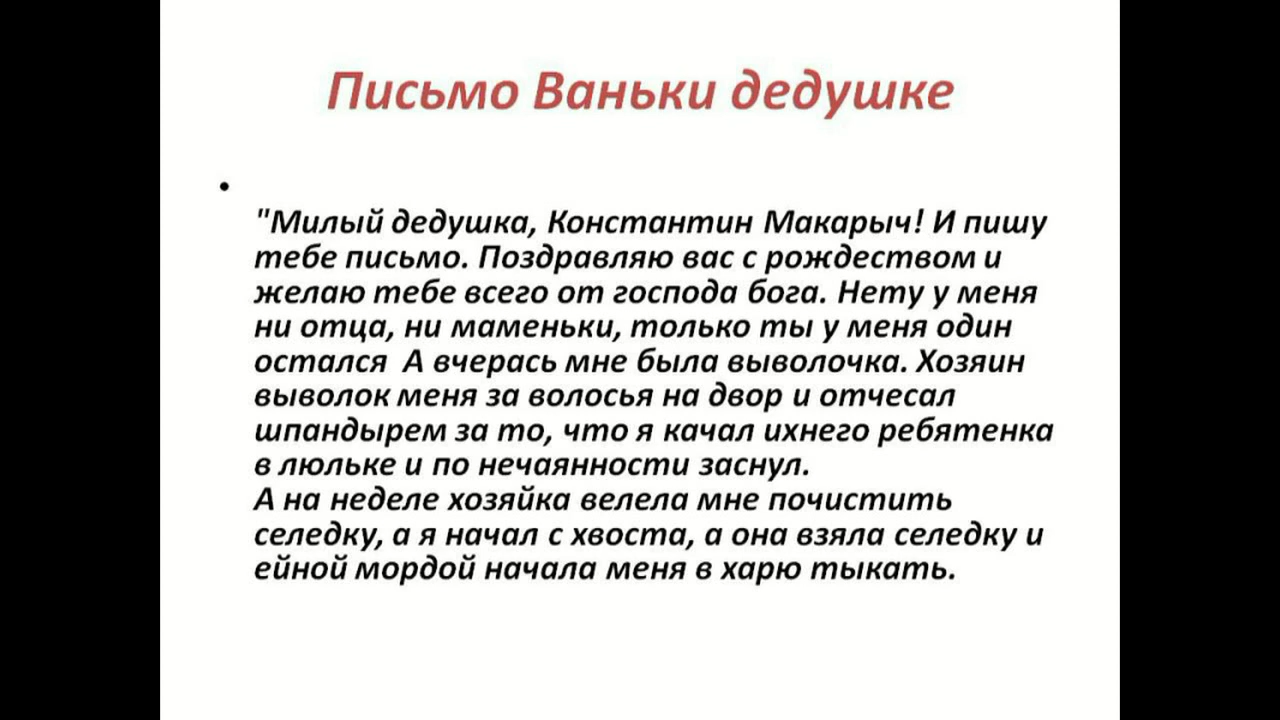 Письмо Ваньки дедушке
•
"Милый дедушка, Константин Макарыч! И пишу
тебе письмо. Поздравляю вас с рождеством и
желаю тебе всего от господа бога. Нету у меня
ни отца, ни маменьки, только ты у меня один
остался  А вчерась мне была выволочка. Хозяин
выволок меня за волосья на двор и отчесал
шпандырем за то, что я качал ихнего ребятенка
в люльке и по нечаянности заснул.
А на неделе хозяйка велела мне почистить
селедку, а я начал с хвоста, а она взяла селедку и
ейной мордой начала меня в харю тыкать.